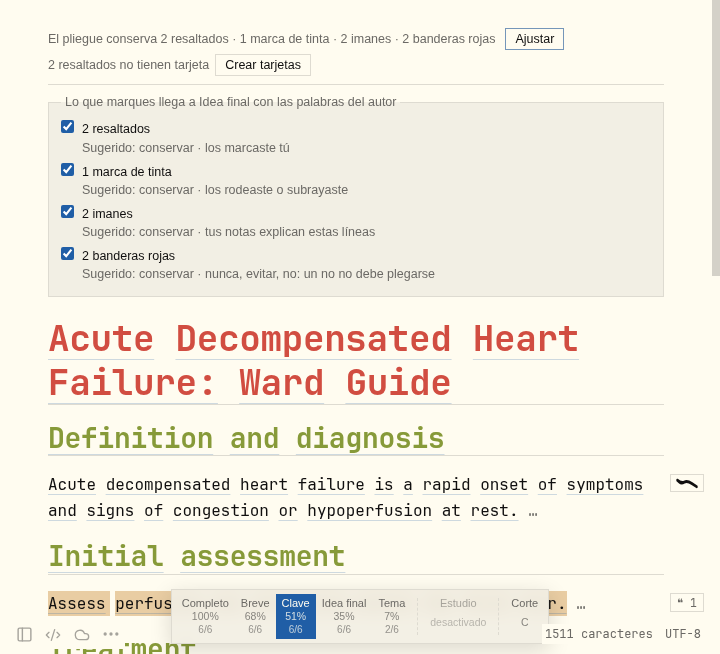 El pliegue conserva 2 resaltados · 1 marca de tinta · 2 imanes · 2 banderas rojas Ajustar
2 resaltados no tienen tarjeta Crear tarjetas
Lo que marques llega a Idea final con las palabras del autor
2 resaltados
Sugerido: conservar · los marcaste tú
1 marca de tinta
Sugerido: conservar · los rodeaste o subrayaste
2 imanes
Sugerido: conservar · tus notas explican estas líneas
2 banderas rojas
Sugerido: conservar · nunca, evitar, no: un no no debe plegarse
Acute Decompensated Heart
Failure: Ward Guide
Definition and diagnosis
Acute decompensated heart failure is a rapid onset of symptoms
and signs of congestion or hypoperfusion at rest. …
Initial assessment
Assess r. … ❝ 1
Completo Breve Clave Idea final Tema Estudio Corte
100% 68% 51% 35% 7% desactivado C
6/6 6/6 6/6 6/6 2/6
1511 caracteres UTF-8
Treatment